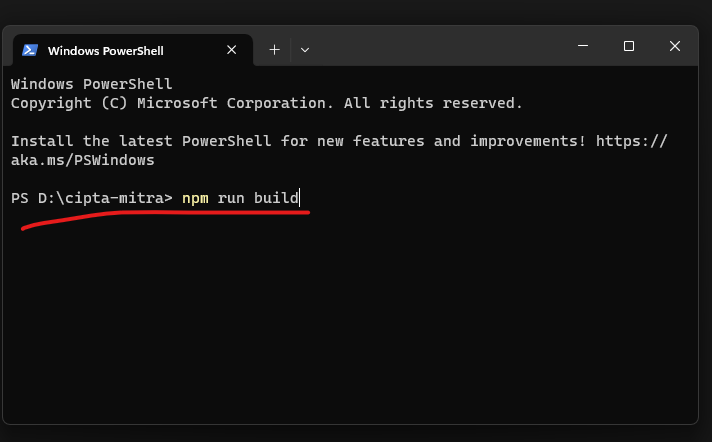 Windows PowerShell
Windows PowerShell
Copyright (C) Microsoft Corporation. All rights reserved.
Install the latest PowerShell for new features and improvements! https://
aka.ms/PSWindows
PS D:\cipta-mitra> npm run build